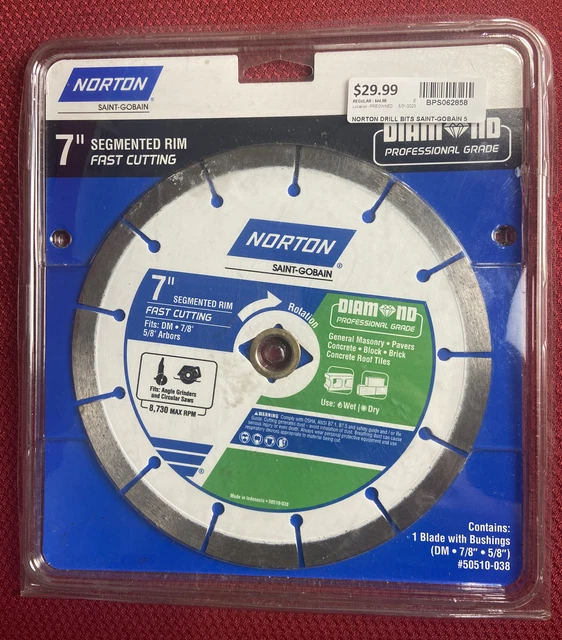 NORTON
SAINT-GOBAIN
$29.99
BPS062858
NORTON DRILL BITS SAINT-GOBAIN 5
7" SEGMENTED RIM
FAST CUTTING
DIAMOND
PROFESSIONAL GRADE
NORTON®
SAINT-GOBAIN
7" SEGMENTED RIM
FAST CUTTING
Fits: DM • 7/8"
5/8" Arbors
Rotation
DIAMOND
PROFESSIONAL GRADE
General Masonry • Pavers
Concrete • Block • Brick
Concrete Roof Tiles
Use: Wet | Dry
Fits: Angle Grinders
and Circular Saws
8,730 MAX RPM
WARNING
Made in Indonesia • 50510-038
Contains:
1 Blade with Bushings
(DM • 7/8" • 5/8")
#50510-038